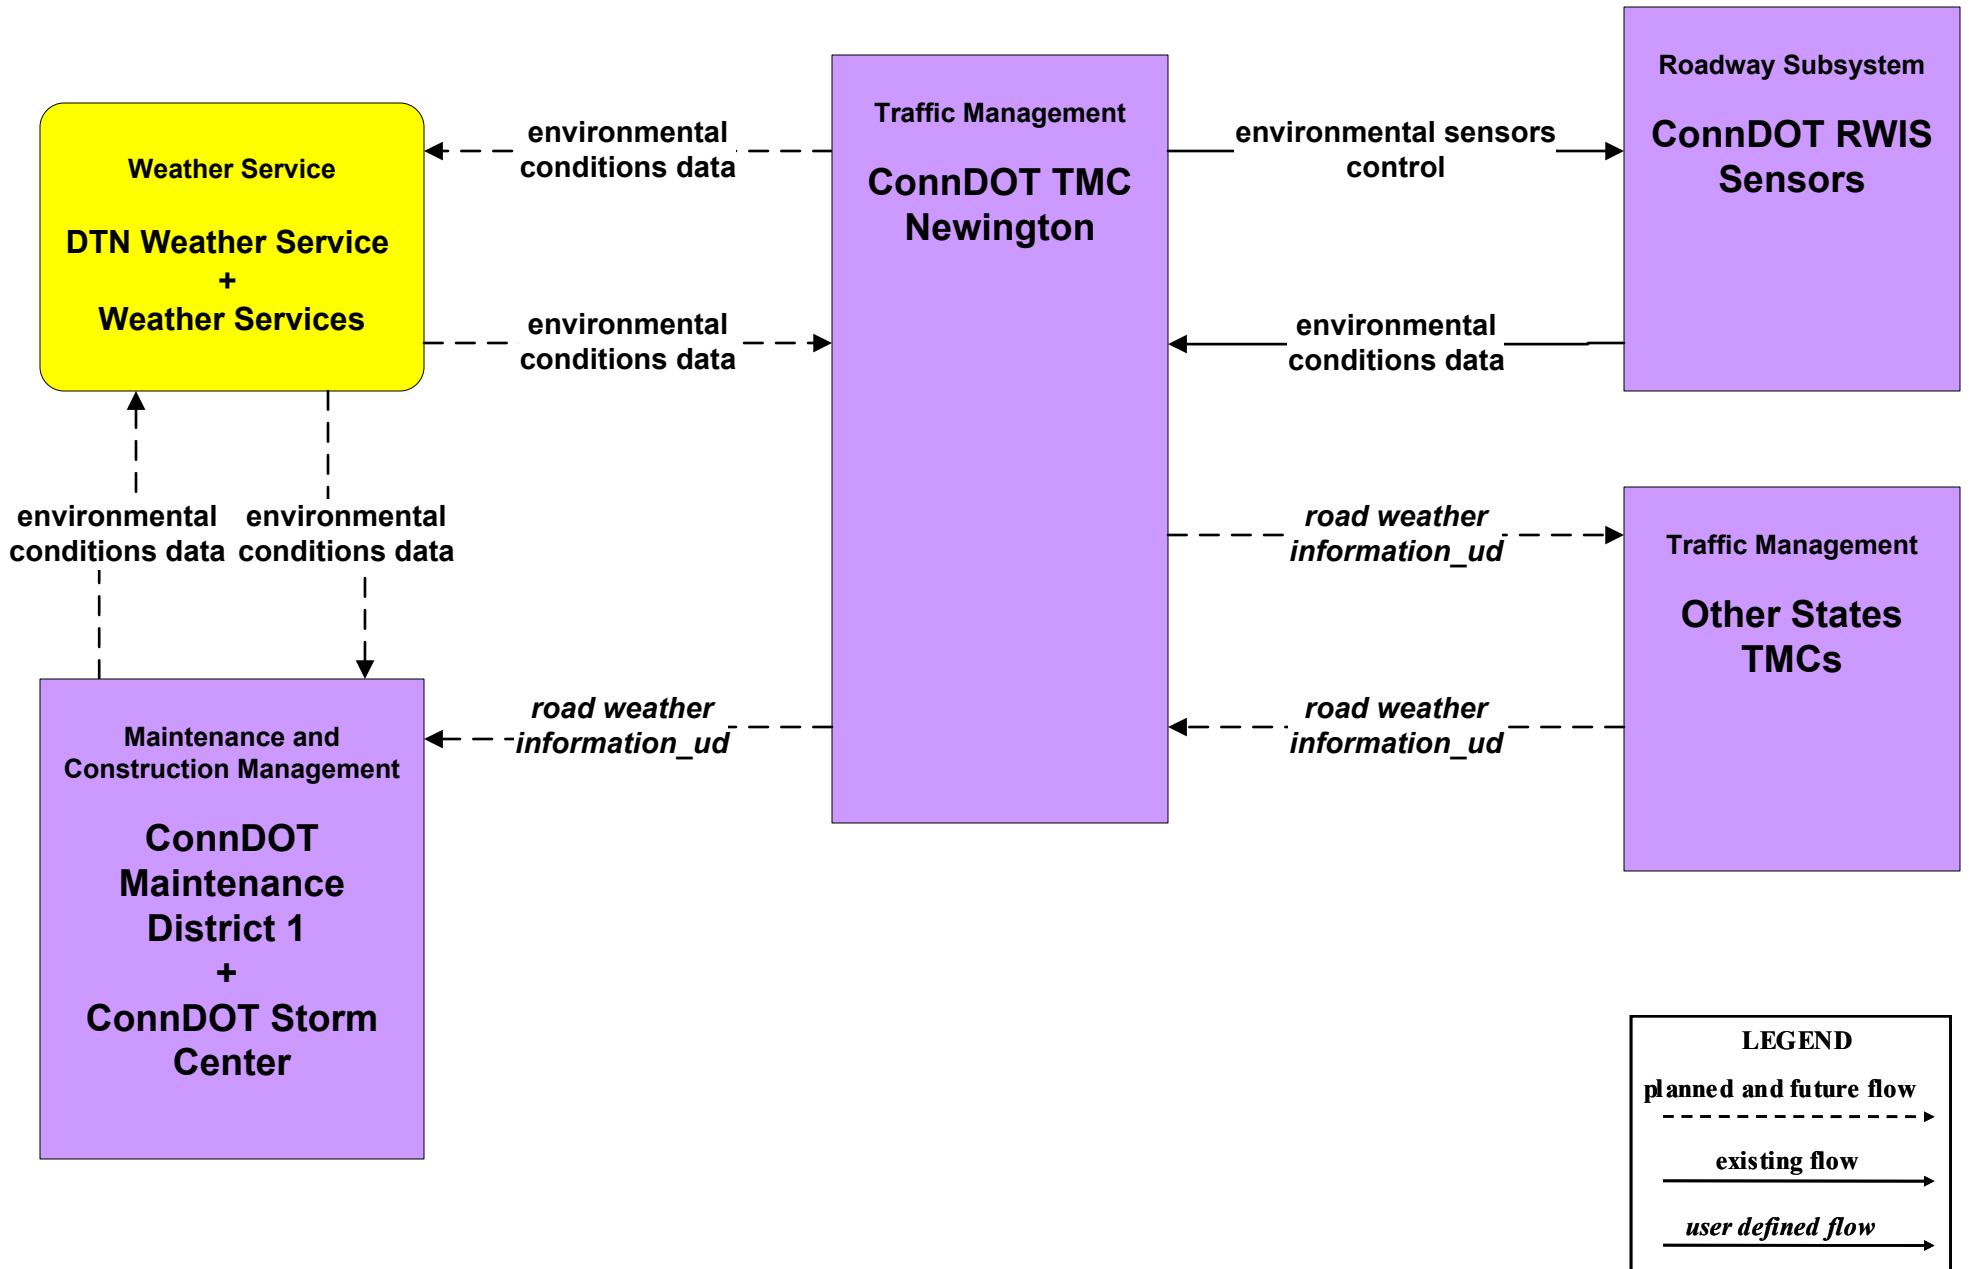 Weather Service
DTN Weather Service
+
Weather Services
environmental
conditions data
environmental
conditions data
Traffic Management
ConnDOT TMC
Newington
environmental sensors
control
environmental
conditions data
Roadway Subsystem
ConnDOT RWIS
Sensors
environmental
conditions data
environmental
conditions data
road weather
information_ud
road weather
information_ud
road weather
information_ud
Traffic Management
Other States
TMCs
Maintenance and
Construction Management
ConnDOT
Maintenance
District 1
+
ConnDOT Storm
Center
LEGEND
planned and future flow
existing flow
user defined flow